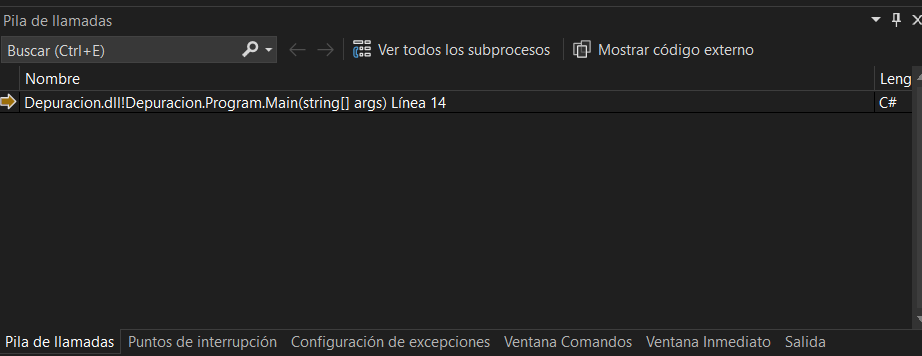 Pila de llamadas
Buscar (Ctrl+E) Ver todos los subprocesos Mostrar código externo
Nombre Leng
Depuracion.dll!Depuracion.Program.Main(string[] args) Línea 14 C#
Pila de llamadas Puntos de interrupción Configuración de excepciones Ventana Comandos Ventana Inmediato Salida